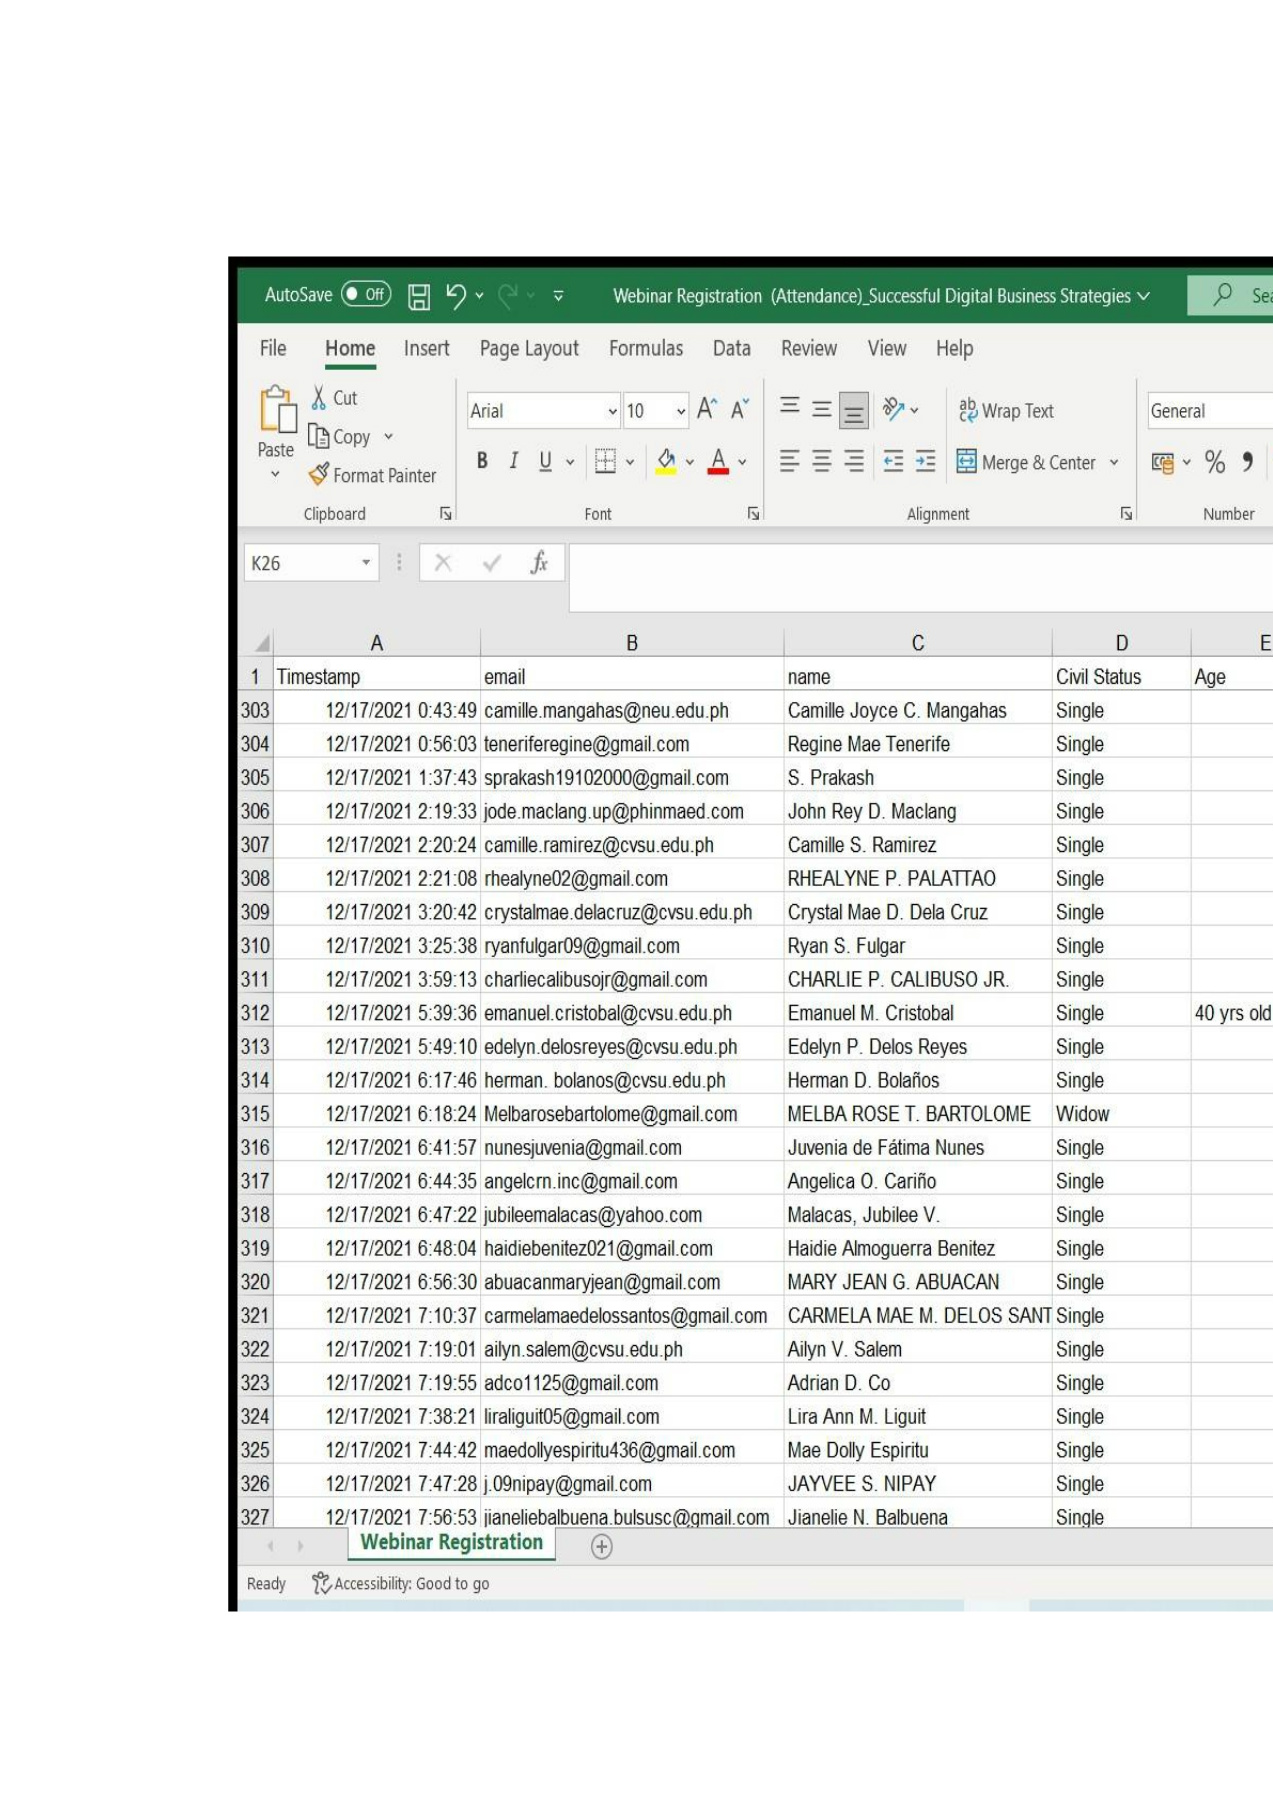 AutoSave Off Webinar Registration (Attendance)_Successful Digital Business Strategies
File Home Insert Page Layout Formulas Data Review View Help
Paste Cut Copy Format Painter Clipboard
Arial 10 B I U Font
Wrap Text Merge & Center Alignment
General % Number
K26 fx
A B C D E
1 Timestamp email name Civil Status Age
303 12/17/2021 0:43:49 camille.mangahas@neu.edu.ph Camille Joyce C. Mangahas Single
304 12/17/2021 0:56:03 teneriferegine@gmail.com Regine Mae Tenerife Single
305 12/17/2021 1:37:43 sprakash19102000@gmail.com S. Prakash Single
306 12/17/2021 2:19:33 jode.maclang.up@phinmaed.com John Rey D. Maclang Single
307 12/17/2021 2:20:24 camille.ramirez@cvsu.edu.ph Camille S. Ramirez Single
308 12/17/2021 2:21:08 rhealyne02@gmail.com RHEALYNE P. PALATTAO Single
309 12/17/2021 3:20:42 crystalmae.delacruz@cvsu.edu.ph Crystal Mae D. Dela Cruz Single
310 12/17/2021 3:25:38 ryanfulgar09@gmail.com Ryan S. Fulgar Single
311 12/17/2021 3:59:13 charliecalibusojr@gmail.com CHARLIE P. CALIBUSO JR. Single
312 12/17/2021 5:39:36 emanuel.cristobal@cvsu.edu.ph Emanuel M. Cristobal Single 40 yrs old
313 12/17/2021 5:49:10 edelyn.delosreyes@cvsu.edu.ph Edelyn P. Delos Reyes Single
314 12/17/2021 6:17:46 herman. bolanos@cvsu.edu.ph Herman D. Bolaños Single
315 12/17/2021 6:18:24 Melbarosebartolome@gmail.com MELBA ROSE T. BARTOLOME Widow
316 12/17/2021 6:41:57 nunesjuvenia@gmail.com Juvenia de Fátima Nunes Single
317 12/17/2021 6:44:35 angelcrn.inc@gmail.com Angelica O. Cariño Single
318 12/17/2021 6:47:22 jubileemalacas@yahoo.com Malacas, Jubilee V. Single
319 12/17/2021 6:48:04 haidiebenitez021@gmail.com Haidie Almoguerra Benitez Single
320 12/17/2021 6:56:30 abuacanmaryjean@gmail.com MARY JEAN G. ABUACAN Single
321 12/17/2021 7:10:37 carmelamaedelossantos@gmail.com CARMELA MAE M. DELOS SANT Single
322 12/17/2021 7:19:01 ailyn.salem@cvsu.edu.ph Ailyn V. Salem Single
323 12/17/2021 7:19:55 adco1125@gmail.com Adrian D. Co Single
324 12/17/2021 7:38:21 liraliguit05@gmail.com Lira Ann M. Liguit Single
325 12/17/2021 7:44:42 maedollyespiritu436@gmail.com Mae Dolly Espiritu Single
326 12/17/2021 7:47:28 j.09nipay@gmail.com JAYVEE S. NIPAY Single
327 12/17/2021 7:56:53 jianeliebalbuena.bulsusc@gmail.com Jianelie N. Balbuena Single
Webinar Registration
Ready Accessibility: Good to go